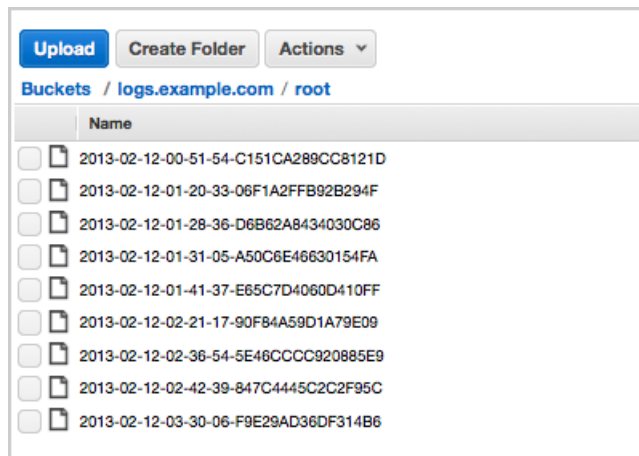 Upload Create Folder Actions
Buckets / logs.example.com / root
Name
2013-02-12-00-51-54-C151CA289CC8121D
2013-02-12-01-20-33-06F1A2FFB92B294F
2013-02-12-01-28-36-D6B62A8434030C86
2013-02-12-01-31-05-A50C6E46630154FA
2013-02-12-01-41-37-E65C7D4060D410FF
2013-02-12-02-21-17-90F84A59D1A79E09
2013-02-12-02-36-54-5E46CCCC920885E9
2013-02-12-02-42-39-847C4445C2C2F95C
2013-02-12-03-30-06-F9E29AD36DF314B6